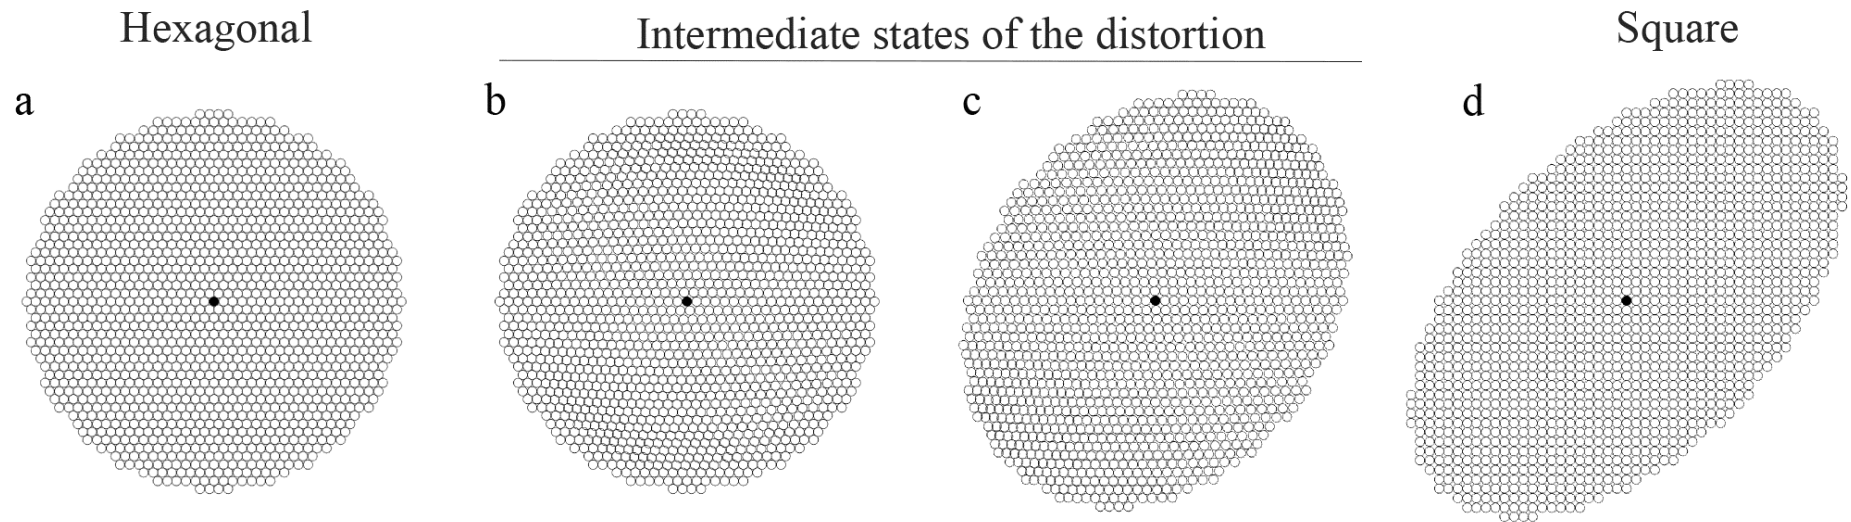 Hexagonal
Intermediate states of the distortion
Square
a
b
c
d